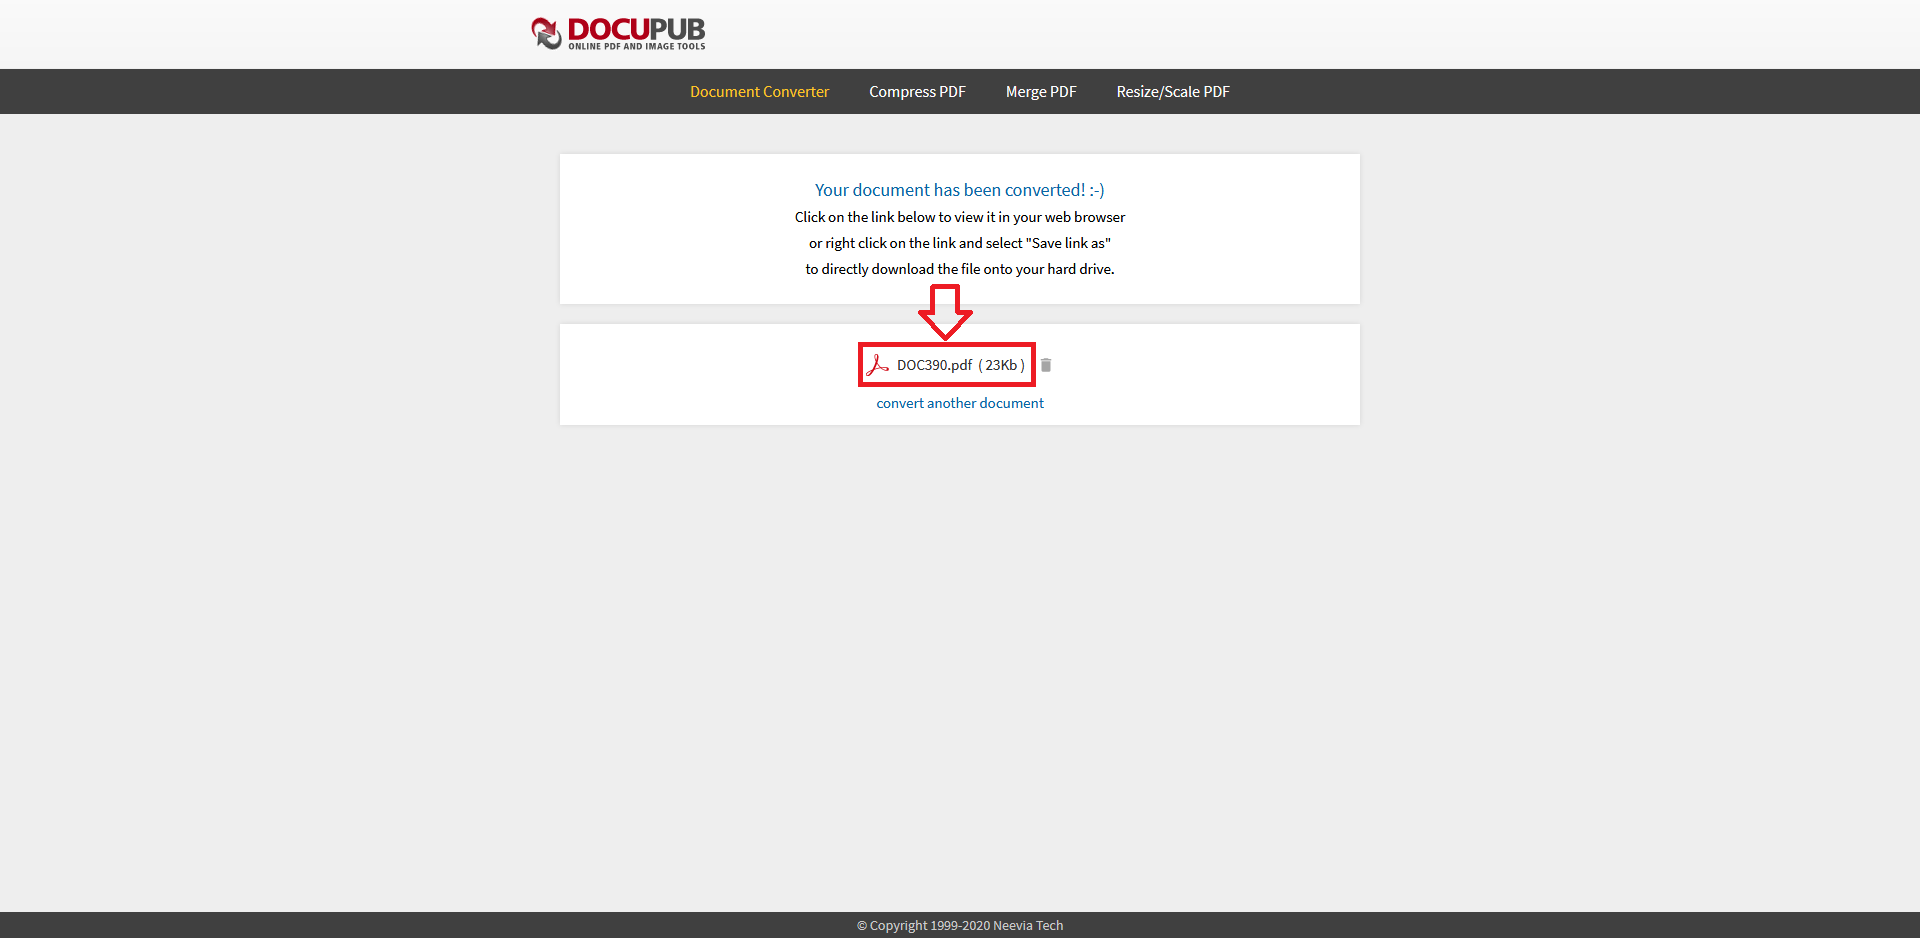 DOCUPUB
ONLINE PDF AND IMAGE TOOLS
Document Converter Compress PDF Merge PDF Resize/Scale PDF
Your document has been converted! :-)
Click on the link below to view it in your web browser
or right click on the link and select "Save link as"
to directly download the file onto your hard drive.
DOC390.pdf ( 23Kb )
convert another document
© Copyright 1999-2020 Neevia Tech